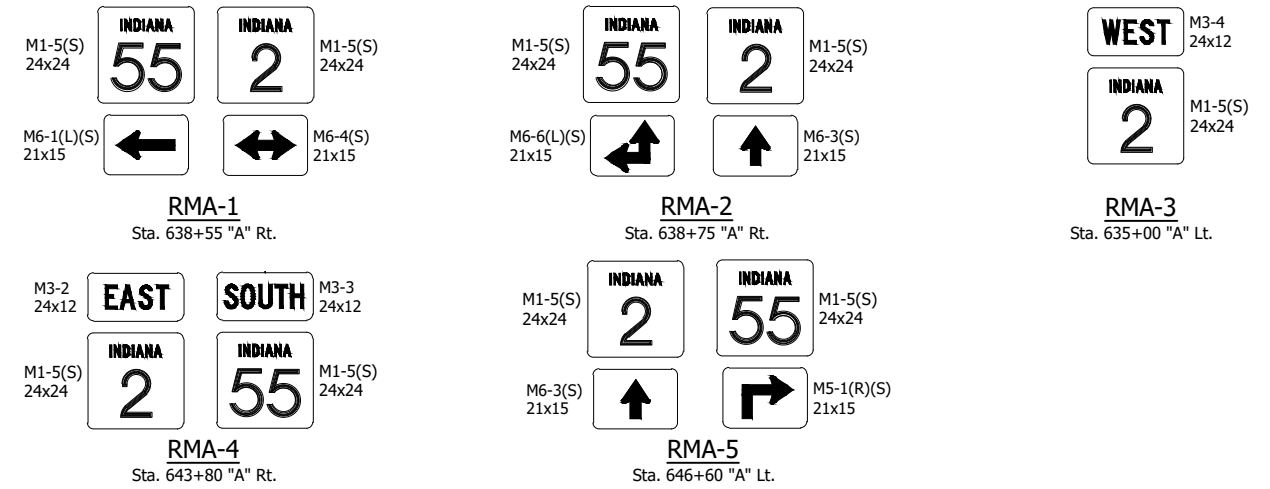 M1-5(S)
24x24
INDIANA
55
INDIANA
2
M1-5(S)
24x24
M6-1(L)(S)
21x15
M6-4(S)
21x15
RMA-1
Sta. 638+55 "A" Rt.
M1-5(S)
24x24
INDIANA
55
INDIANA
2
M1-5(S)
24x24
M6-6(L)(S)
21x15
M6-3(S)
21x15
RMA-2
Sta. 638+75 "A" Rt.
WEST
M3-4
24x12
INDIANA
2
M1-5(S)
24x24
RMA-3
Sta. 635+00 "A" Lt.
M3-2
24x12
EAST
SOUTH
M3-3
24x12
M1-5(S)
24x24
INDIANA
2
INDIANA
55
M1-5(S)
24x24
RMA-4
Sta. 643+80 "A" Rt.
M1-5(S)
24x24
INDIANA
2
INDIANA
55
M1-5(S)
24x24
M6-3(S)
21x15
M5-1(R)(S)
21x15
RMA-5
Sta. 646+60 "A" Lt.